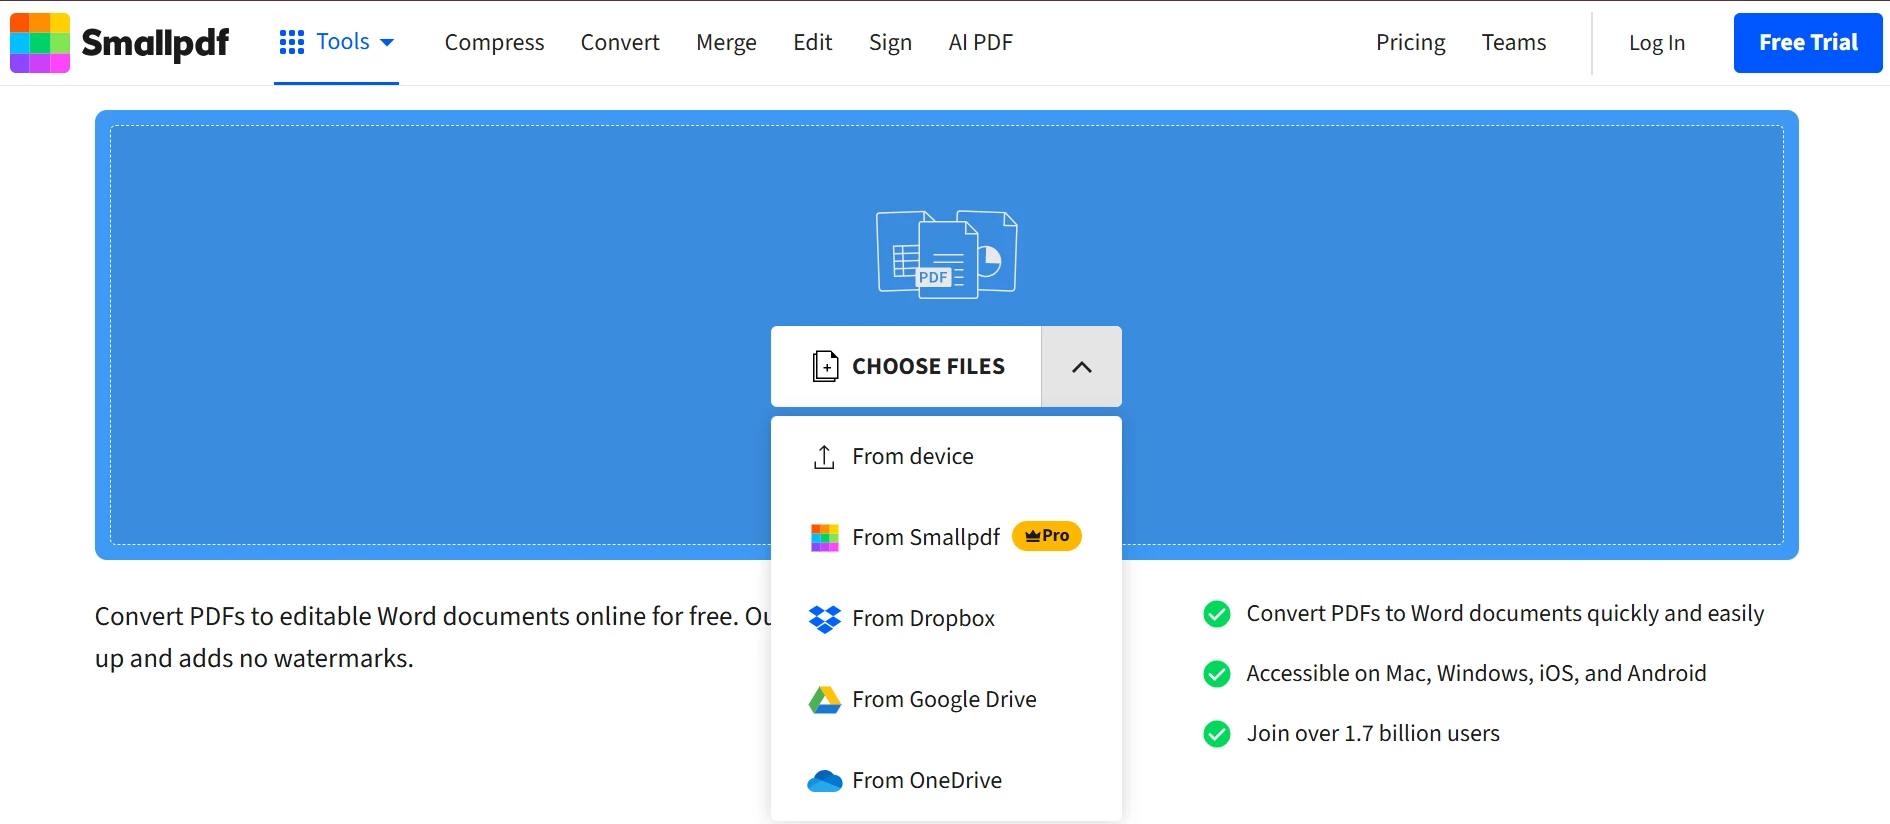 Smallpdf
Tools
Compress
Convert
Merge
Edit
Sign
AI PDF
Pricing
Teams
Log In
Free Trial
PDF
CHOOSE FILES
From device
From Smallpdf Pro
From Dropbox
From Google Drive
From OneDrive
Convert PDFs to editable Word documents online for free.
up and adds no watermarks.
Convert PDFs to Word documents quickly and easily
Accessible on Mac, Windows, iOS, and Android
Join over 1.7 billion users